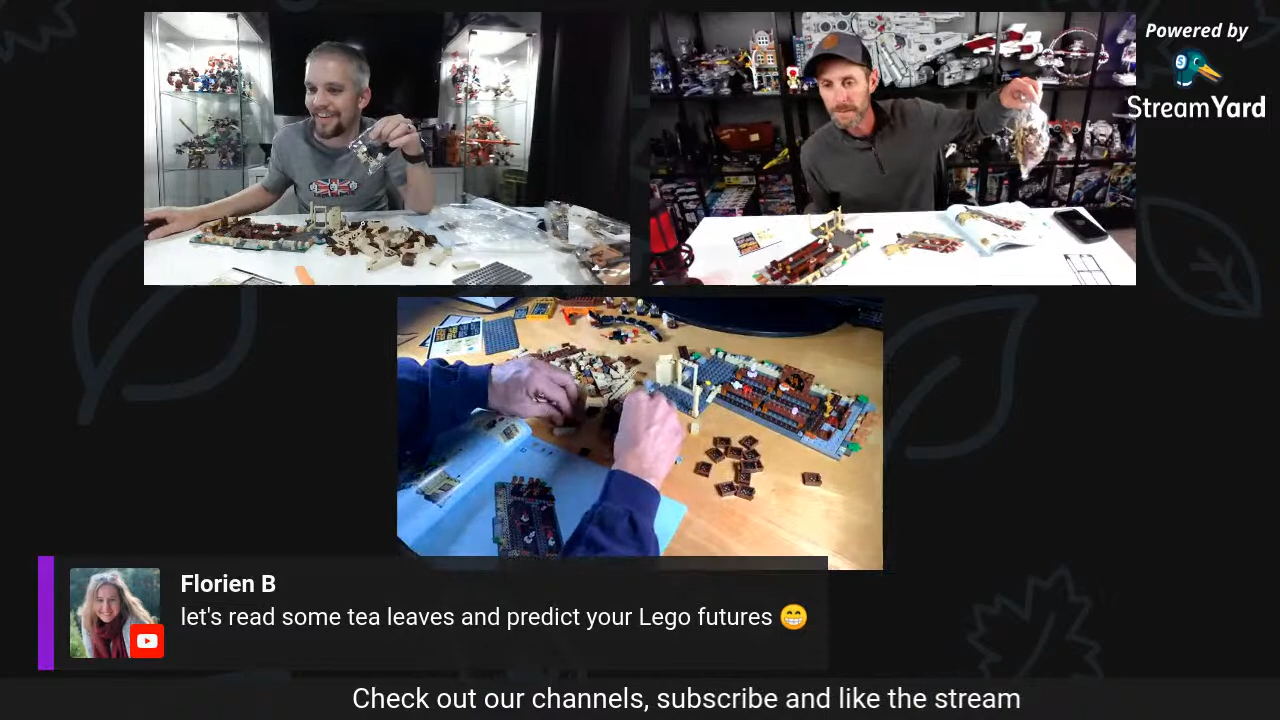 Powered by
StreamYard
Florien B
let's read some tea leaves and predict your Lego futures 😁
Check out our channels, subscribe and like the stream